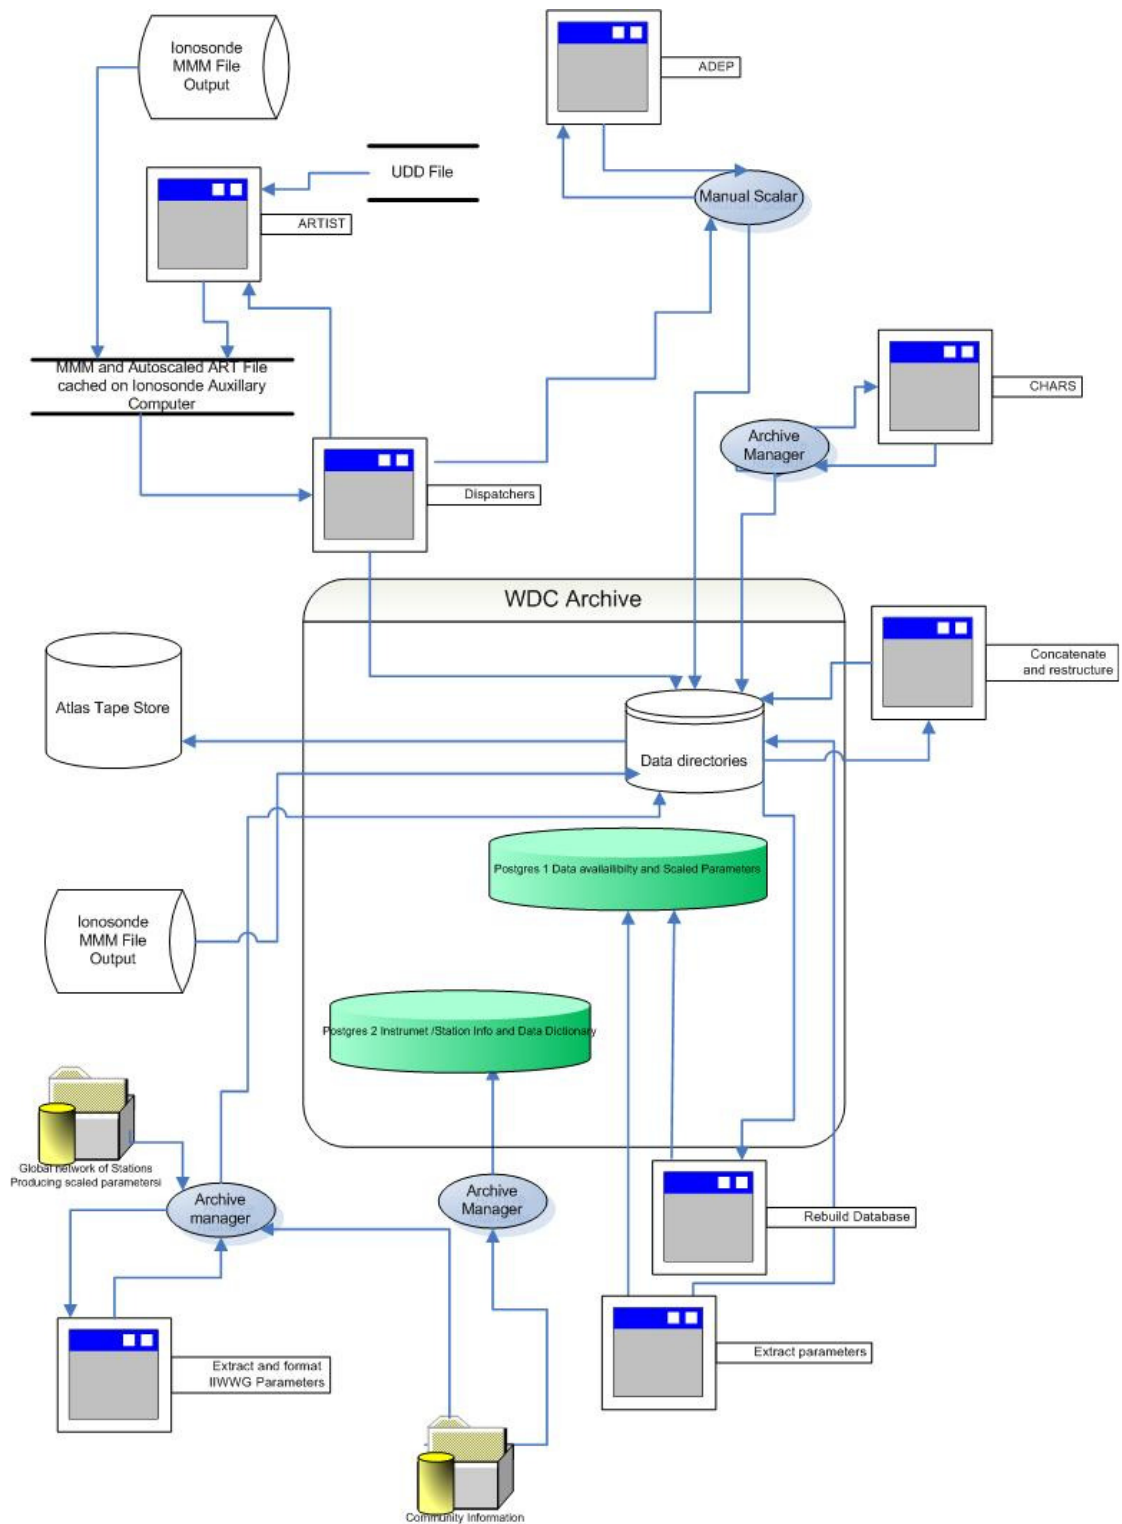 Ionosonde
MMM File
Output
ADEP
UDD File
Manual Scalar
ARTIST
MMM and Autoscaled ART File
cached on Ionosonde Auxillary
Computer
CHARS
Archive
Manager
Dispatchers
WDC Archive
Concatenate
and restructure
Atlas Tape Store
Data directories
Postgres 1 Data availallibilty and Scaled Parameters
Ionosonde
MMM File
Output
Postgres 2 Instrumet /Station Info and Data Dictionary
Global network of Stations
Producing scaled parametersi
Archive
manager
Archive
Manager
Rebuild Database
Extract parameters
Extract and format
IIWWG Parameters
Community Information